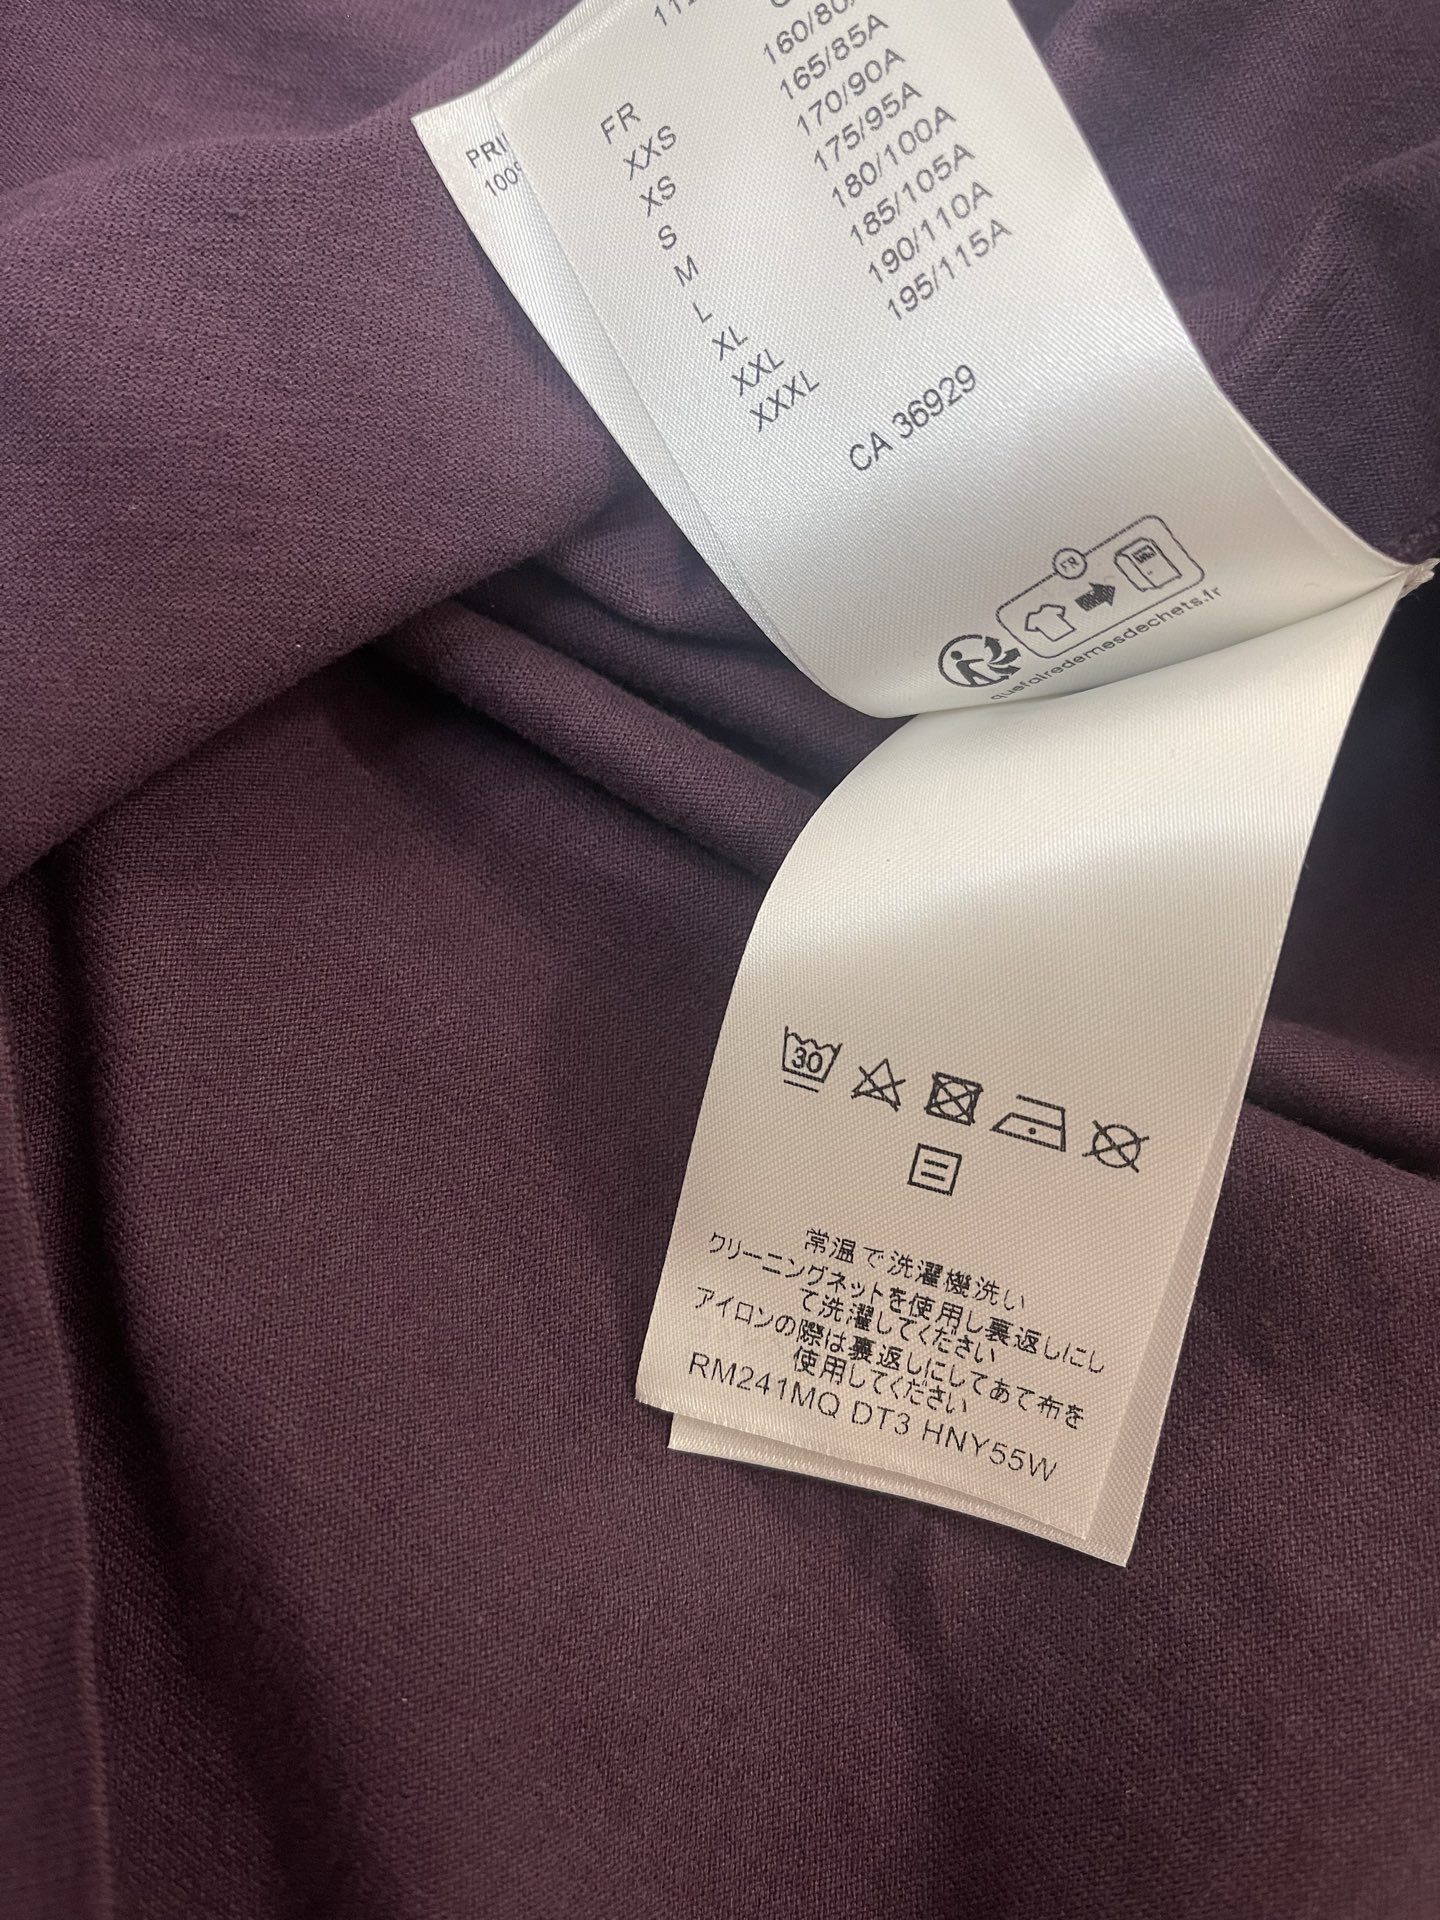 PRI
100%
FR
XXS
XS
S
M
L
XL
XXL
XXXL
160/80
165/85A
170/90A
175/95A
180/100A
185/105A
190/110A
195/115A
CA 36929
FR
quefairedemesdechets.fr
30
常温で洗濯機洗い
クリーニングネットを使用し裏返しにし
て洗濯してください
アイロンの際は裏返しにしてあて布を
使用してください
RM241MQ DT3 HNY55W